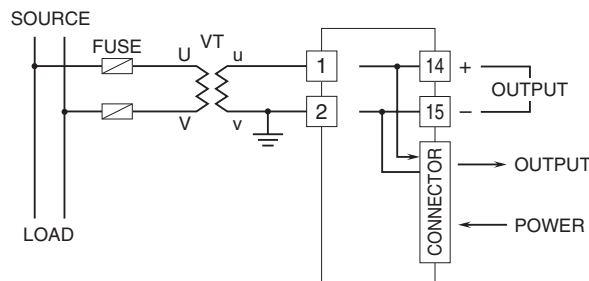 SOURCE
FUSE
U
VT
u
1
14
+
OUTPUT
V
v
2
15
−
CONNECTOR
OUTPUT
POWER
LOAD